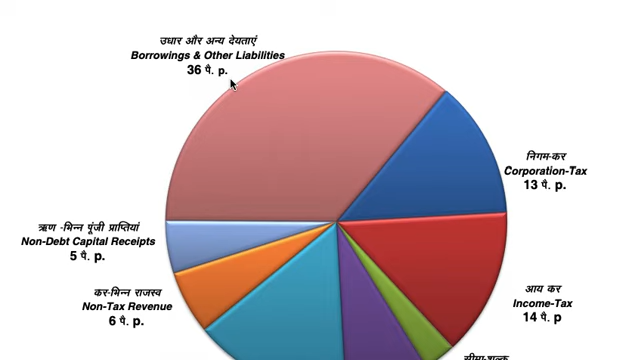 उधार और अन्य देयताएं
Borrowings & Other Liabilities
36 पै. p.
निगम-कर
Corporation-Tax
13 पै. p.
ऋण -भिन्न पूंजी प्राप्तियां
Non-Debt Capital Receipts
5 पै. p.
कर-भिन्न राजस्व
Non-Tax Revenue
6 पै. p.
आय कर
Income-Tax
14 पै. p
सीमा-शुल्क